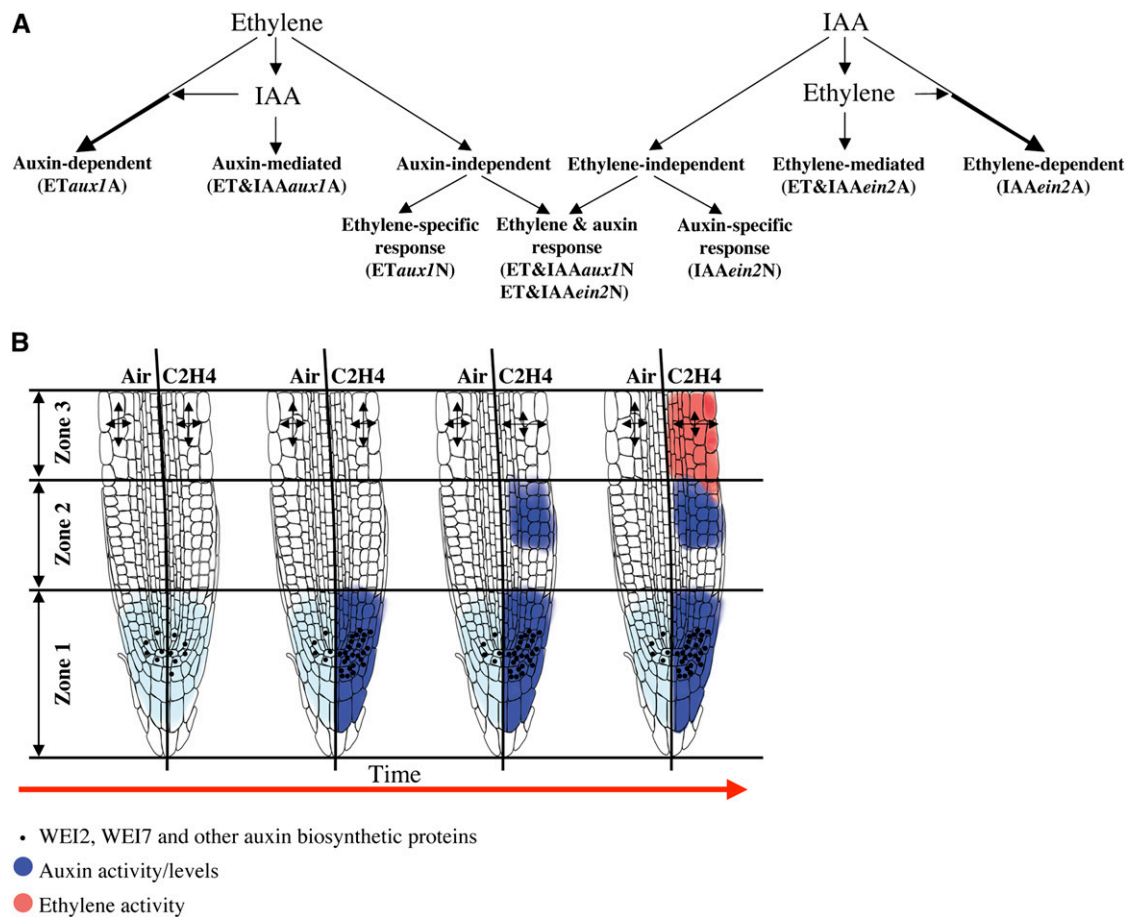 A
Ethylene
IAA
IAA
Ethylene
Auxin-dependent
(ETaux1A)
Auxin-mediated
(ET&IAAaux1A)
Auxin-independent
Ethylene-independent
Ethylene-mediated
(ET&IAAein2A)
Ethylene-dependent
(IAAein2A)
Ethylene-specific
response
(ETaux1N)
Ethylene & auxin
response
(ET&IAAaux1N
ET&IAAein2N)
Auxin-specific
response
(IAAein2N)
B
Air C2H4
Air C2H4
Air C2H4
Air C2H4
Zone 3
Zone 2
Zone 1
Time
• WEI2, WEI7 and other auxin biosynthetic proteins
Auxin activity/levels
Ethylene activity